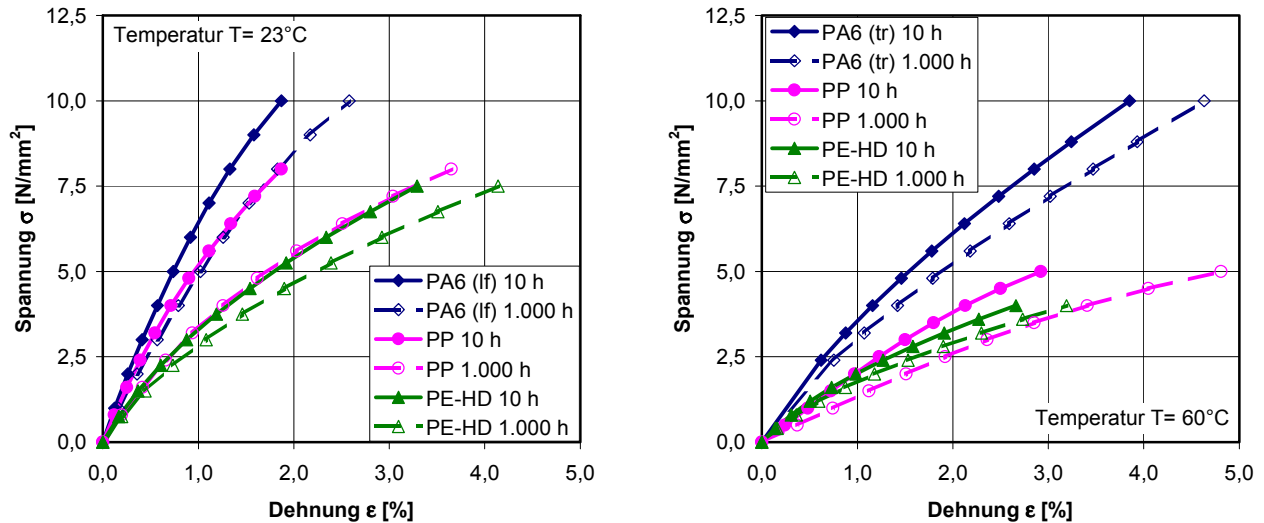 Temperatur T= 23°C
Spannung σ [N/mm²]
12,5
10,0
7,5
5,0
2,5
0,0
0,0 1,0 2,0 3,0 4,0 5,0
Dehnung ε [%]
PA6 (lf) 10 h
PA6 (lf) 1.000 h
PP 10 h
PP 1.000 h
PE-HD 10 h
PE-HD 1.000 h
PA6 (tr) 10 h
PA6 (tr) 1.000 h
PP 10 h
PP 1.000 h
PE-HD 10 h
PE-HD 1.000 h
Spannung σ [N/mm²]
12,5
10,0
7,5
5,0
2,5
0,0
0,0 1,0 2,0 3,0 4,0 5,0
Temperatur T= 60°C
Dehnung ε [%]